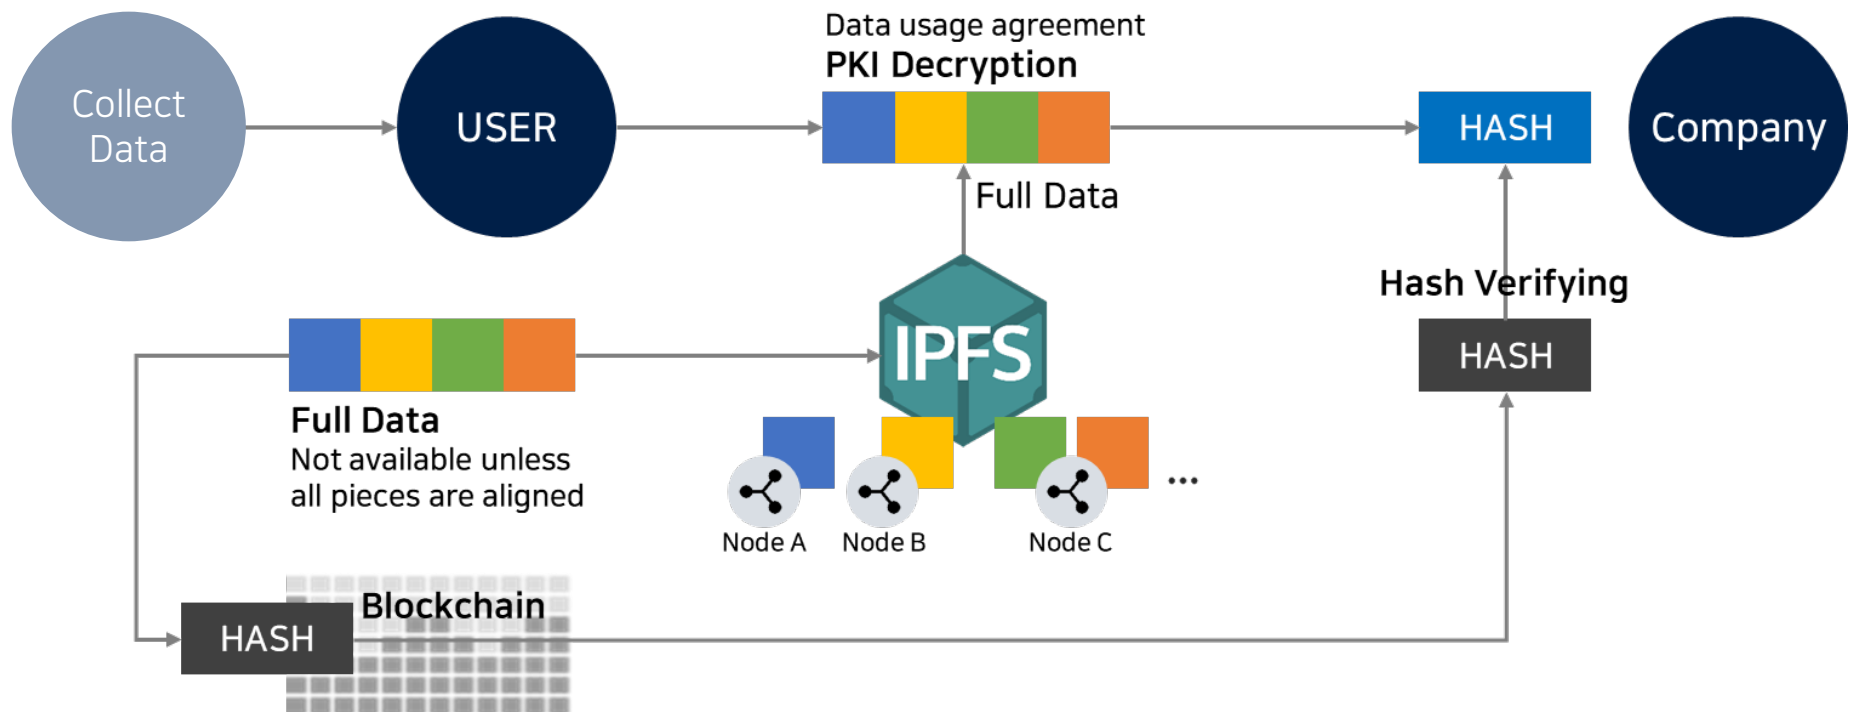 Collect
Data
USER
Data usage agreement
PKI Decryption
HASH
Company
Full Data
Hash Verifying
IPFS
HASH
Full Data
Not available unless
all pieces are aligned
...
Node A
Node B
Node C
Blockchain
HASH